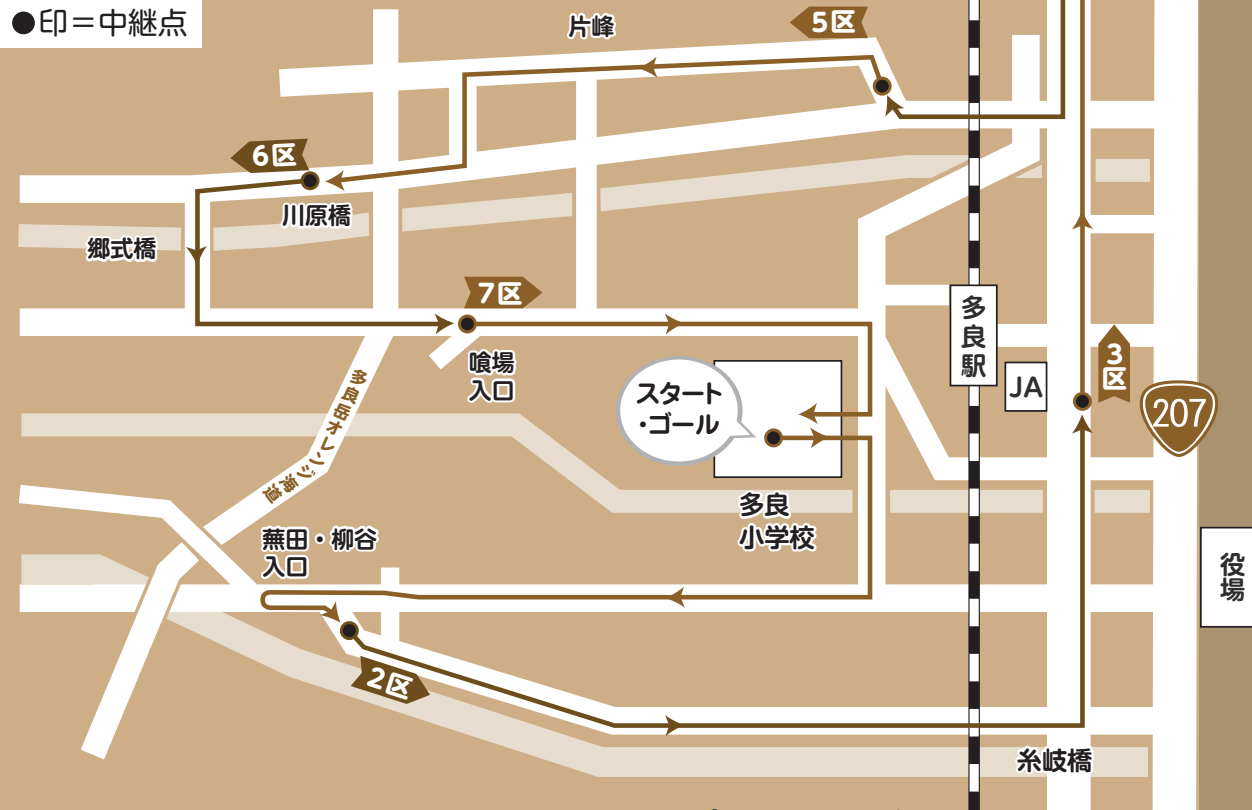 ●印＝中継点
片峰
5区
6区
川原橋
郷式橋
7区
喰場
入口
多良駅
JA
3区
207
スタート
・ゴール
多良岳オレンジ海道
多良
小学校
蕪田・柳谷
入口
役場
2区
糸岐橋